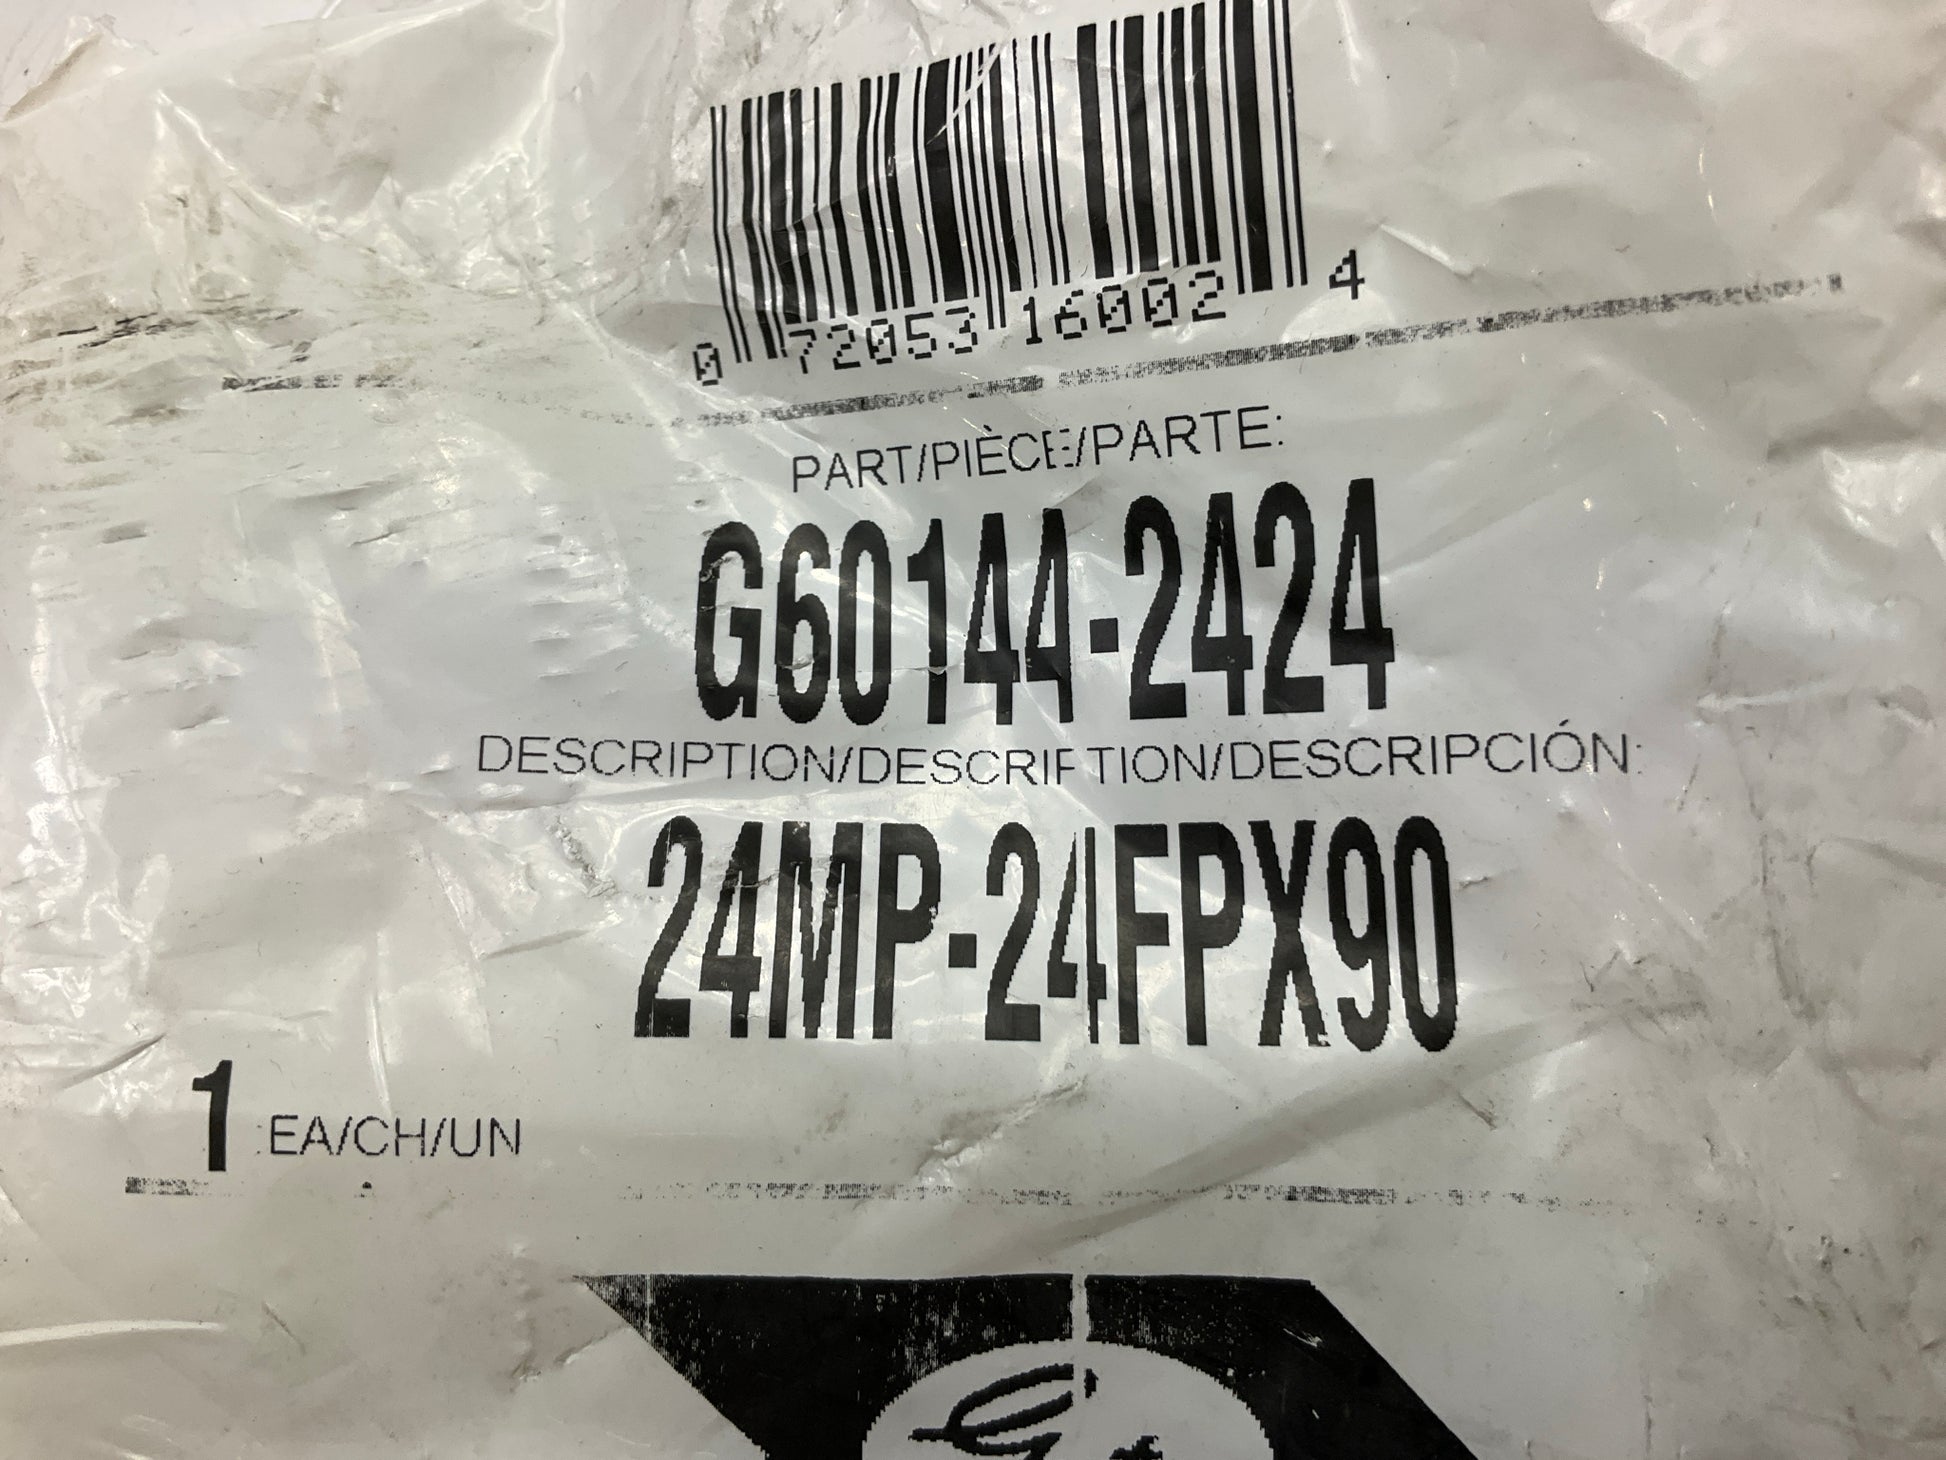 0 72053 16002 4
PART/PIÈCE/PARTE:
G60144-2424
DESCRIPTION/DESCRIPTION/DESCRIPCIÓN:
24MP-24FPX90
1 EA/CH/UN